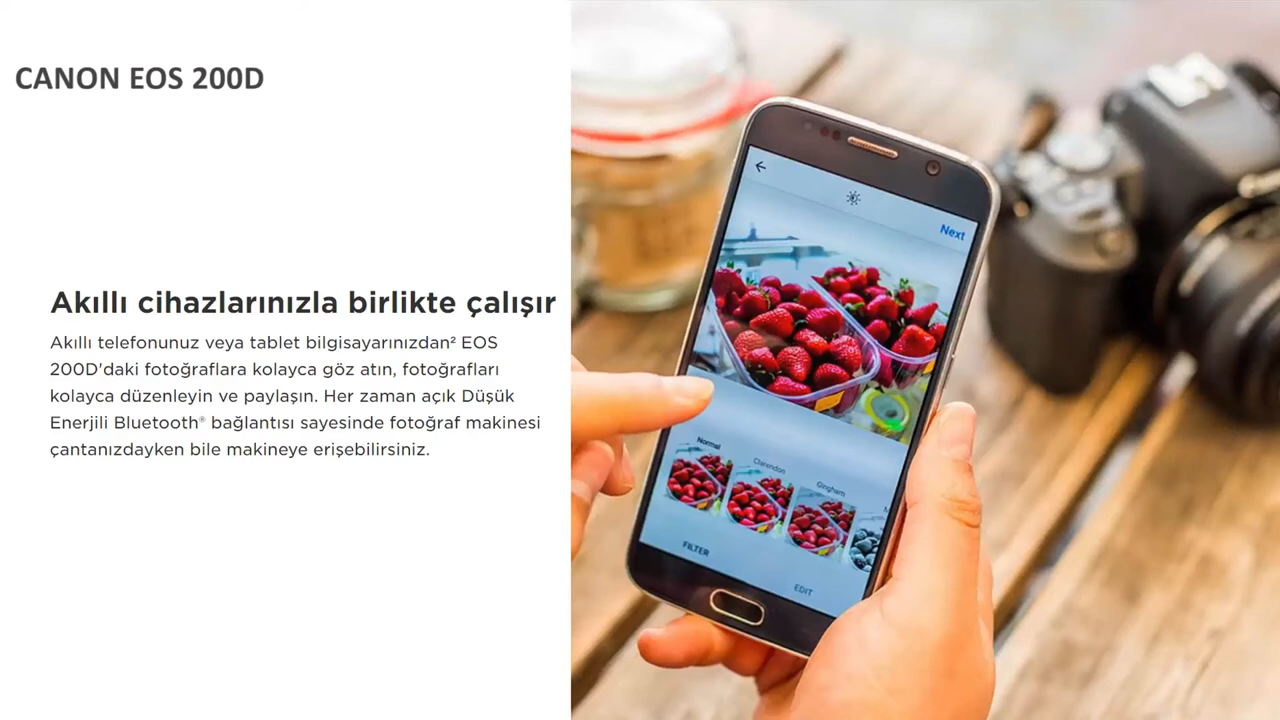 CANON EOS 200D
Akıllı cihazlarınızla birlikte çalışır
Akıllı telefonunuz veya tablet bilgisayarınızdan² EOS
200D'daki fotoğraflara kolayca göz atın, fotoğrafları
kolayca düzenleyin ve paylaşın. Her zaman açık Düşük
Enerjili Bluetooth® bağlantısı sayesinde fotoğraf makinesi
çantanızdayken bile makineye erişebilirsiniz.
Next
Normal
Clarendon
Gingham
M
FILTER
EDIT